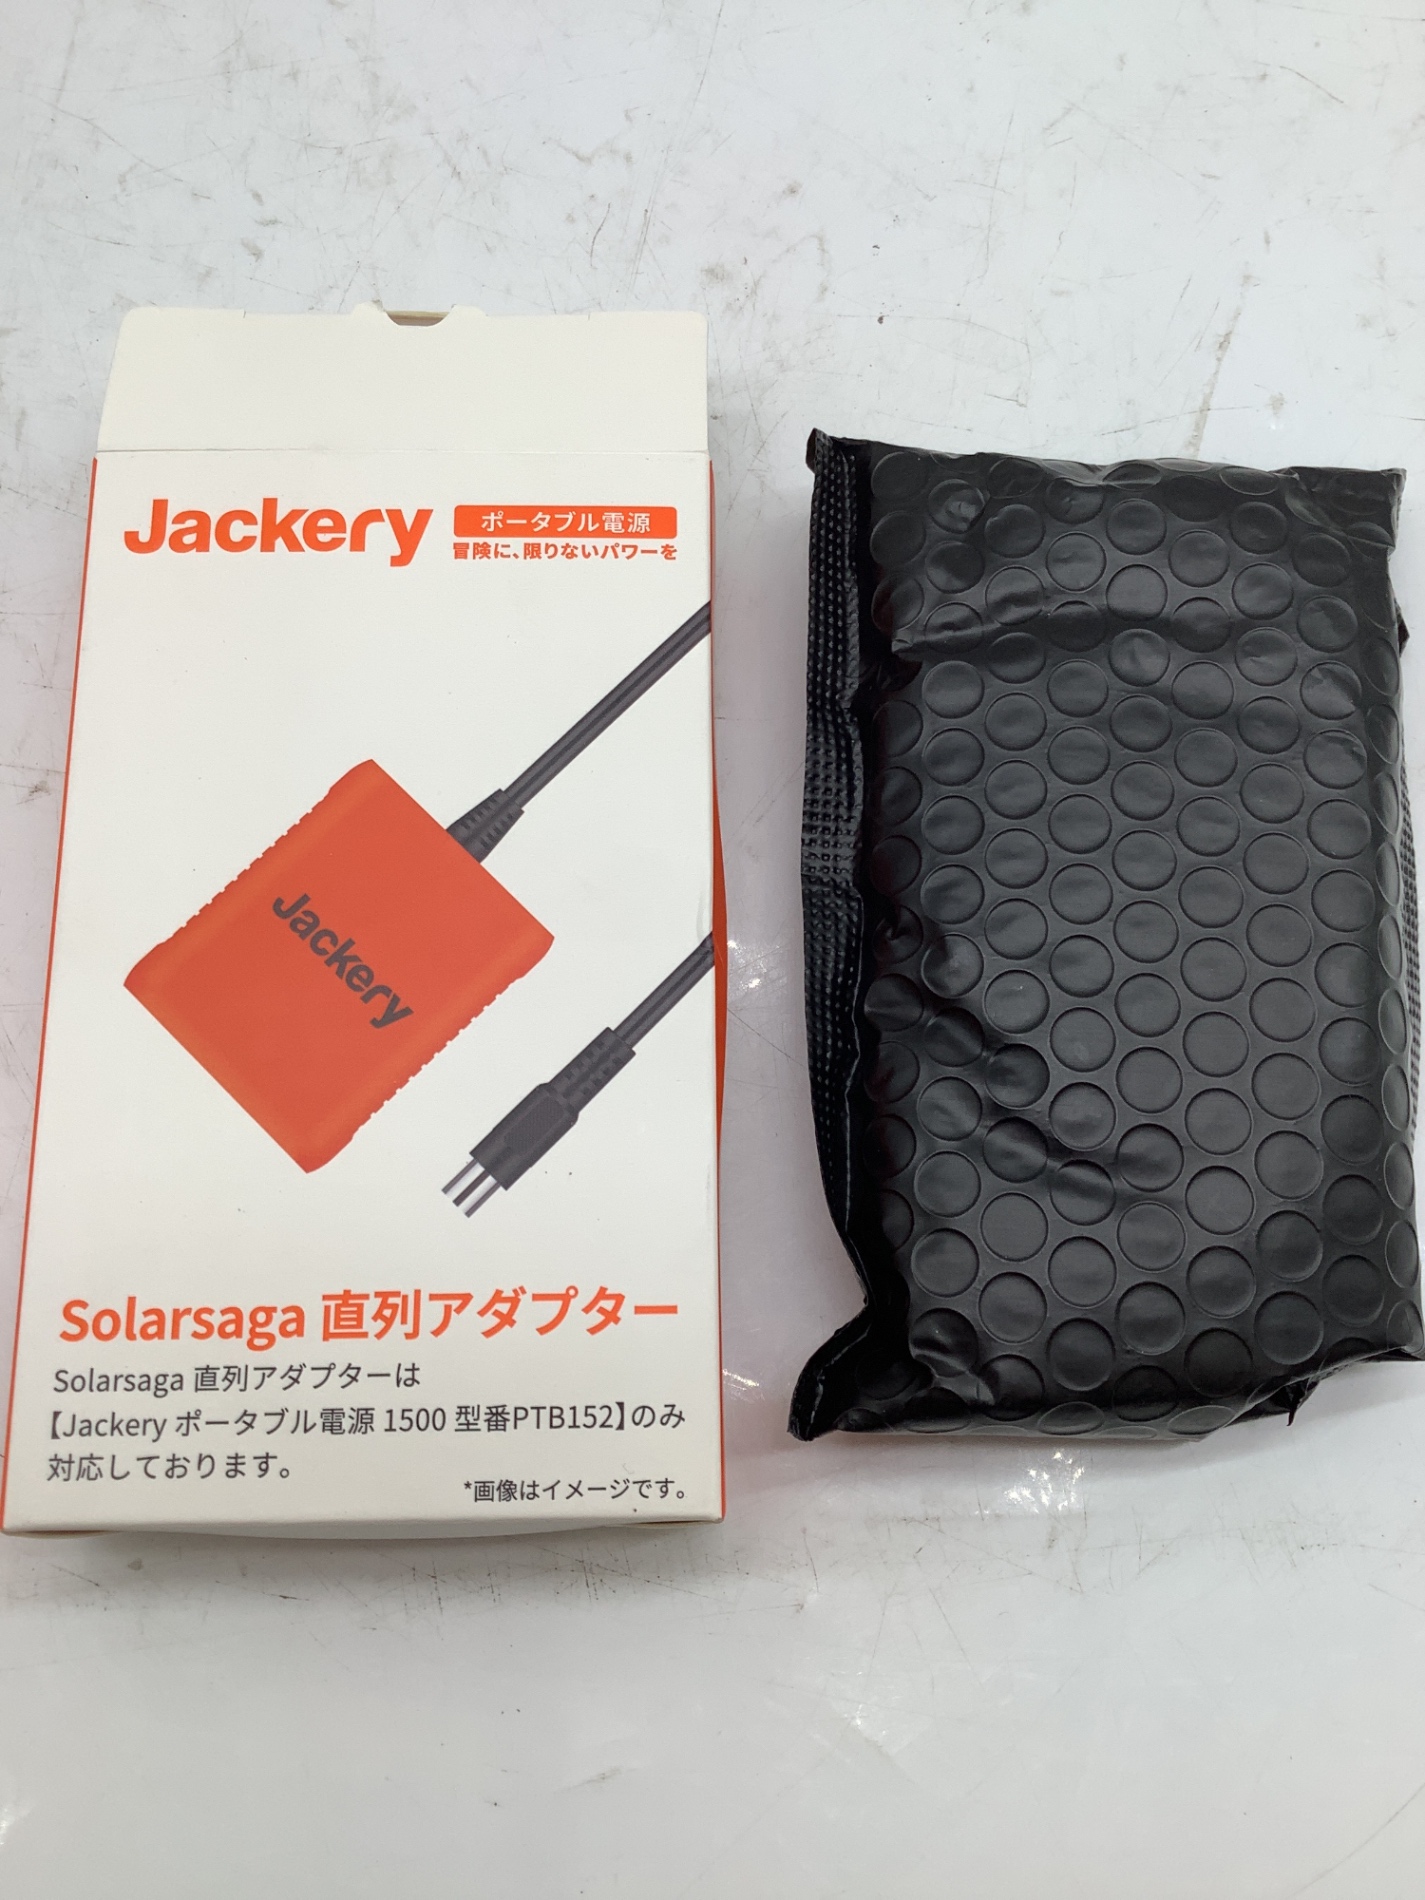 Jackery ポータブル電源
冒険に、限りないパワーを
Jackery
Solarsaga 直列アダプター
Solarsaga 直列アダプターは
【Jackery ポータブル電源 1500 型番PTB152】のみ
対応しております。
*画像はイメージです。